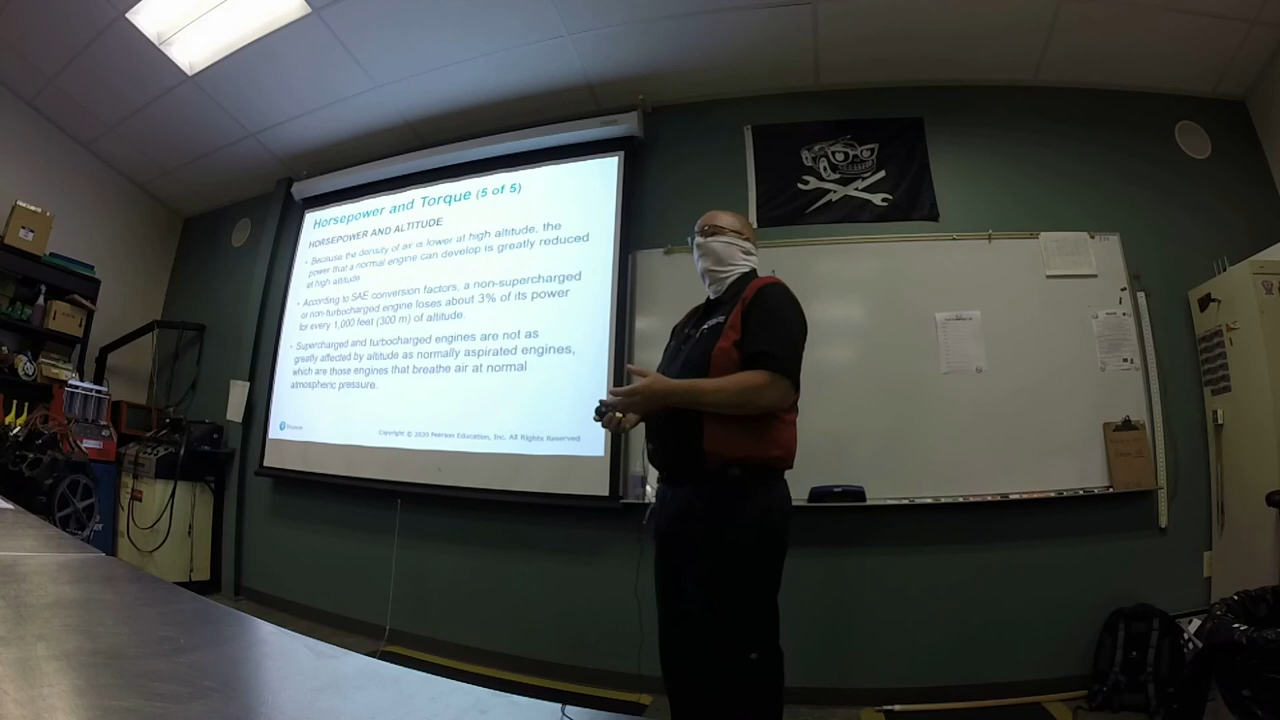 Horsepower and Torque (5 of 5)
HORSEPOWER AND ALTITUDE
• Because the density of air is lower at high altitude, the
power that a normal engine can develop is greatly reduced
at high altitude.
• According to SAE conversion factors, a non-supercharged
or non-turbocharged engine loses about 3% of its power
for every 1,000 feet (300 m) of altitude.
• Supercharged and turbocharged engines are not as
greatly affected by altitude as normally aspirated engines,
which are those engines that breathe air at normal
atmospheric pressure.
Pearson
Copyright © 2020 Pearson Education, Inc. All Rights Reserved